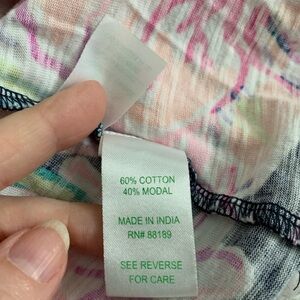 60% COTTON
40% MODAL
MADE IN INDIA
RN# 88189
SEE REVERSE
FOR CARE